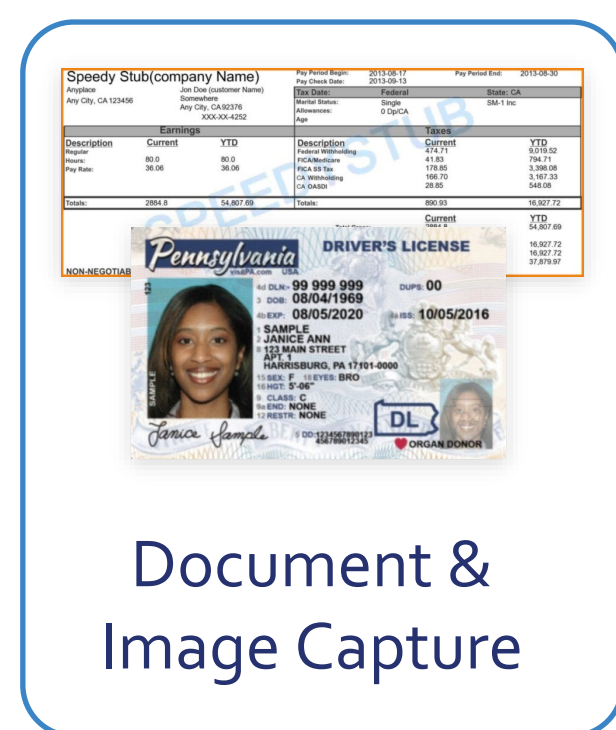 Speedy Stub(company Name)
Anyplace
Any City, CA 123456
Jon Doe (customer Name)
Somewhere
Any City, CA92376
XXX-XX-4252
Pay Period Begin: 2013-08-17 Pay Period End: 2013-08-30
Pay Check Date: 2013-09-13
Tax Date: Federal State: CA
Marital Status: Single SM-1 Inc
Allowances: 0 Dp/CA
Age
Earnings
Description Current YTD
Regular
Hours: 80.0 80.0
Pay Rate: 36.06 36.06
Totals: 2884.8 54,807.69
Taxes
Description Current YTD
Federal Withholding 474.71 9,019.52
FICA/Medicare 41.83 794.71
FICA SS Tax 178.85 3,398.08
CA Withholding 166.70 3,167.33
CA OASDI 28.85 548.08
Totals: 890.93 16,927.72
Current YTD
54,807.69
16,927.72
16,927.72
37,879.97
SPEEDY STUB
Pennsylvania
visitPA.com USA
DRIVER'S LICENSE
123
SAMPLE
4d DLN: 99 999 999 DUPS: 00
3 DOB: 08/04/1969
4b EXP: 08/05/2020 4a ISS: 10/05/2016
1 SAMPLE
2 JANICE ANN
8 123 MAIN STREET
APT. 1
HARRISBURG, PA 17101-0000
15 SEX: F 18 EYES: BRO
16 HGT: 5'-06"
9 CLASS: C
9a END: NONE
12 RESTR: NONE
Janice Sample
5 DD:1234567890123
456789012345
DL
ORGAN DONOR
Document &
Image Capture